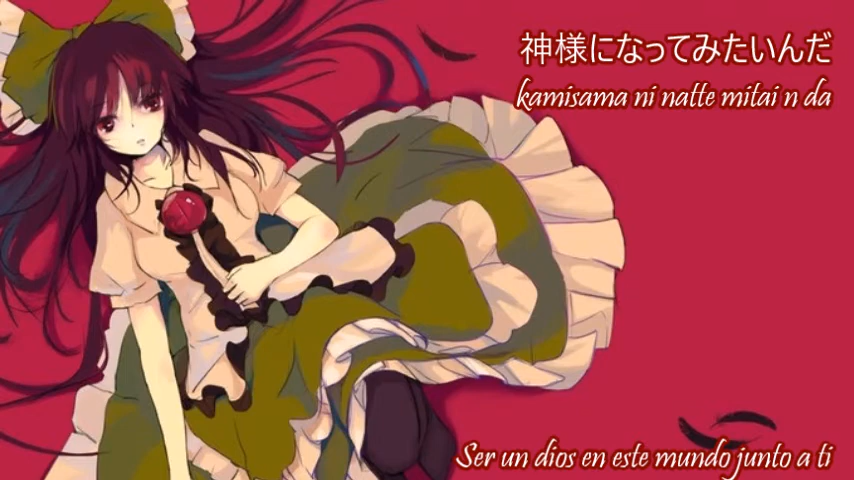 神様になってみたいんだ
kamisama ni natte mitai n da
Ser un dios en este mundo junto a ti